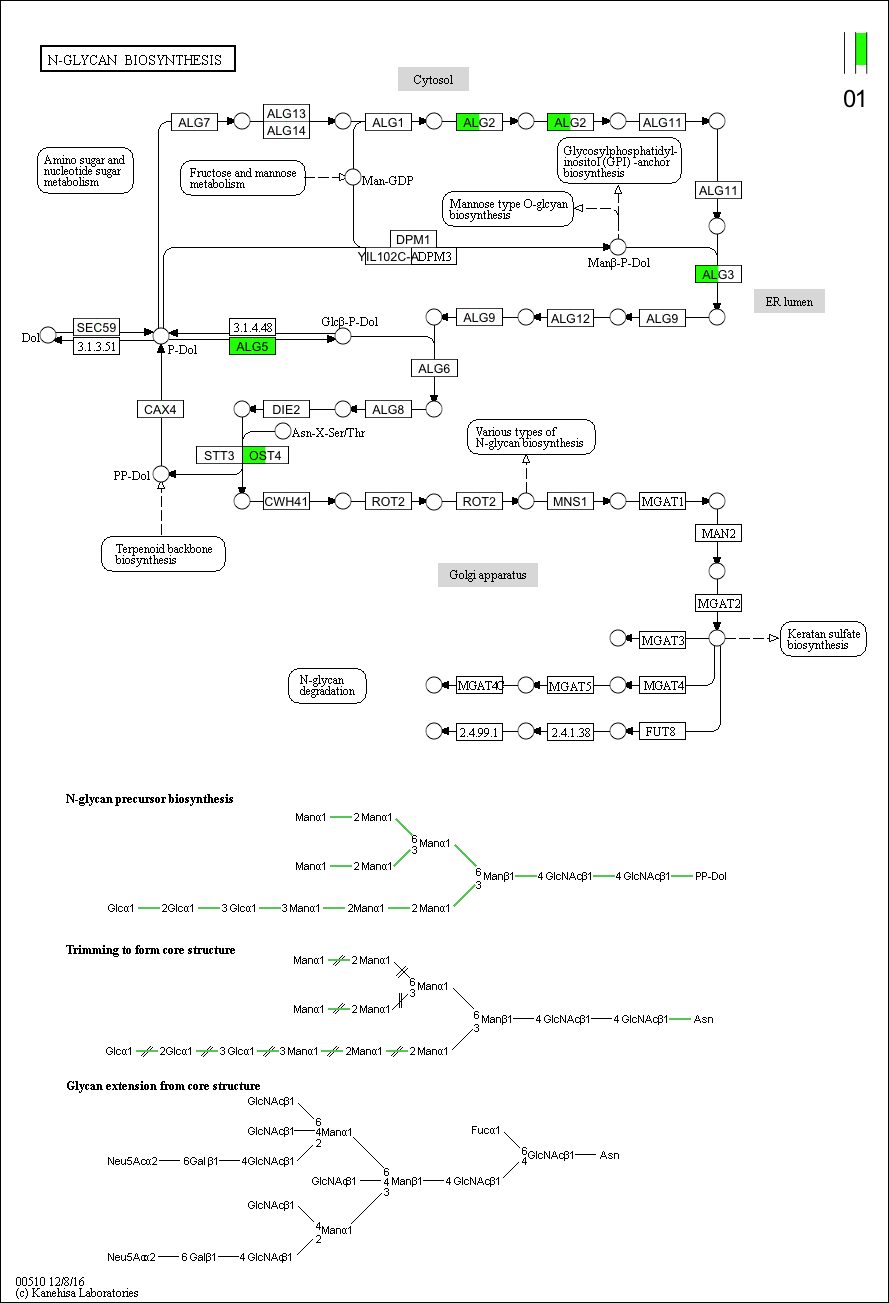 N-GLYCAN BIOSYNTHESIS
01
Cytosol
ALG7
ALG13
ALG14
ALG1
ALG2
ALG2
ALG11
Amino sugar and
nucleotide sugar
metabolism
Fructose and mannose
metabolism
Man-GDP
Glycosylphosphatidyl-
inositol (GPI) -anchor
biosynthesis
Mannose type O-glcyan
biosynthesis
ALG11
DPM1
YIL102C-A
DPM3
Manβ-P-Dol
ALG3
ER lumen
Dol
SEC59
3.1.3.51
P-Dol
3.1.4.48
ALG5
Glcβ-P-Dol
ALG9
ALG12
ALG9
ALG6
CAX4
DIE2
ALG8
Asn-X-Ser/Thr
STT3
OST4
Various types of
N-glycan biosynthesis
PP-Dol
CWH41
ROT2
ROT2
MNS1
MGAT1
MAN2
Terpenoid backbone
biosynthesis
Golgi apparatus
MGAT2
MGAT3
Keratan sulfate
biosynthesis
N-glycan
degradation
MGAT4C
MGAT5
MGAT4
2.4.99.1
2.4.1.38
FUT8
N-glycan precursor biosynthesis
Manα1 2 Manα1
6 Manα1
3
Manα1 2 Manα1
6 Manβ1 4 GlcNAcβ1 4 GlcNAcβ1 PP-Dol
3
Glcα1 2Glcα1 3 Glcα1 3 Manα1 2Manα1 2 Manα1
Trimming to form core structure
Manα1 2 Manα1
6 Manα1
3
Manα1 2 Manα1
6 Manβ1 4 GlcNAcβ1 4 GlcNAcβ1 Asn
3
Glcα1 2Glcα1 3 Glcα1 3 Manα1 2Manα1 2 Manα1
Glycan extension from core structure
GlcNAcβ1
6
GlcNAcβ1 4Manα1 Fucα1
2
Neu5Acα2 6Galβ1 4GlcNAcβ1
6 GlcNAcβ1 Asn
4
6
GlcNAcβ1 4 Manβ1 4 GlcNAcβ1
3
GlcNAcβ1
4 Manα1
2
Neu5Acα2 6 Galβ1 4 GlcNAcβ1
00510 12/8/16
(c) Kanehisa Laboratories